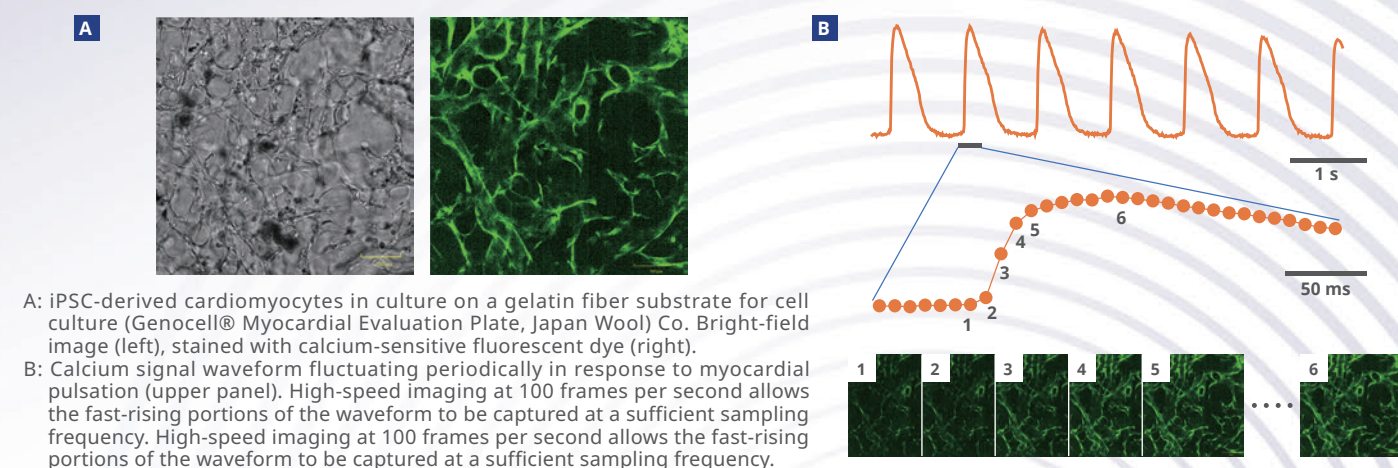 A
B
1 s
6
5
4
3
50 ms
2
1
1
2
3
4
5
6
A: iPSC-derived cardiomyocytes in culture on a gelatin fiber substrate for cell
culture (Genocell® Myocardial Evaluation Plate, Japan Wool) Co. Bright-field
image (left), stained with calcium-sensitive fluorescent dye (right).
B: Calcium signal waveform fluctuating periodically in response to myocardial
pulsation (upper panel). High-speed imaging at 100 frames per second allows
the fast-rising portions of the waveform to be captured at a sufficient sampling
frequency. High-speed imaging at 100 frames per second allows the fast-rising
portions of the waveform to be captured at a sufficient sampling frequency.